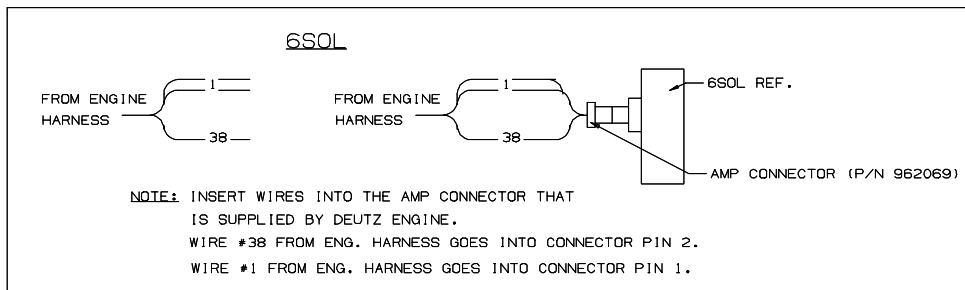 6SOL
FROM ENGINE
HARNESS
1
38
FROM ENGINE
HARNESS
1
38
6SOL REF.
AMP CONNECTOR (P/N 962069)
NOTE: INSERT WIRES INTO THE AMP CONNECTOR THAT
IS SUPPLIED BY DEUTZ ENGINE.
WIRE #38 FROM ENG. HARNESS GOES INTO CONNECTOR PIN 2.
WIRE #1 FROM ENG. HARNESS GOES INTO CONNECTOR PIN 1.